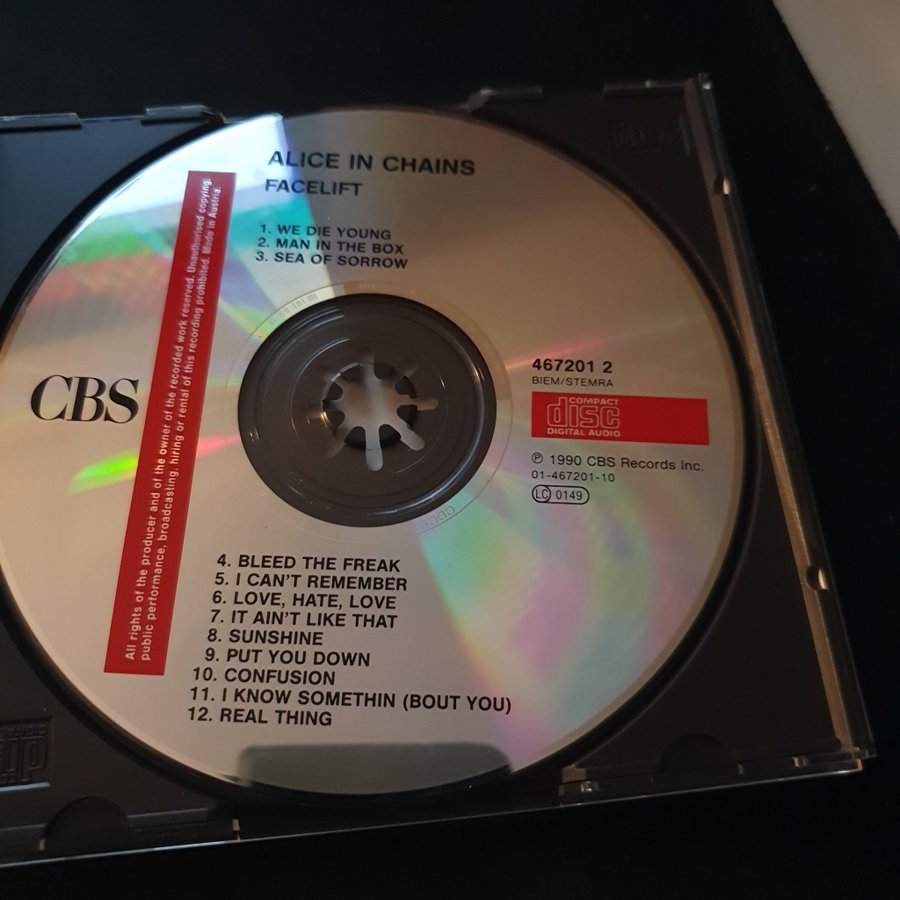 ALICE IN CHAINS
FACELIFT
1. WE DIE YOUNG
2. MAN IN THE BOX
3. SEA OF SORROW
All rights of the producer and of the owner of the recorded work reserved. Unauthorised copying,
public performance, broadcasting, hiring or rental of this recording prohibited. Made in Austria.
CBS
467201 2
BIEM/STEMRA
COMPACT
disc
DIGITAL AUDIO
℗ 1990 CBS Records Inc.
01-467201-10
LC 0149
4. BLEED THE FREAK
5. I CAN'T REMEMBER
6. LOVE, HATE, LOVE
7. IT AIN'T LIKE THAT
8. SUNSHINE
9. PUT YOU DOWN
10. CONFUSION
11. I KNOW SOMETHIN (BOUT YOU)
12. REAL THING